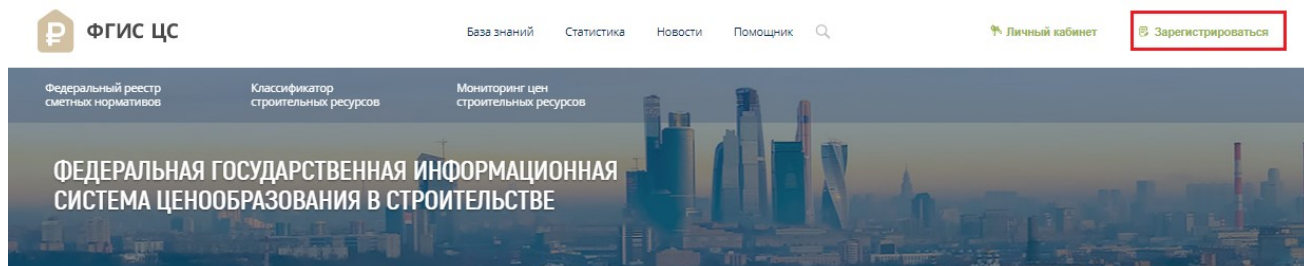 ФГИС ЦС
База знаний
Статистика
Новости
Помощник
Личный кабинет
Зарегистрироваться
Федеральный реестр
сметных нормативов
Классификатор
строительных ресурсов
Мониторинг цен
строительных ресурсов
ФЕДЕРАЛЬНАЯ ГОСУДАРСТВЕННАЯ ИНФОРМАЦИОННАЯ
СИСТЕМА ЦЕНООБРАЗОВАНИЯ В СТРОИТЕЛЬСТВЕ